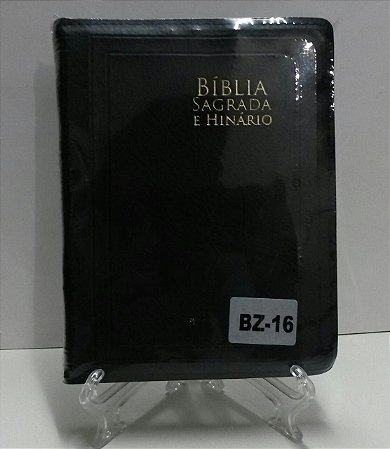 BÍBLIA
SAGRADA
E HINÁRIO
BZ-16